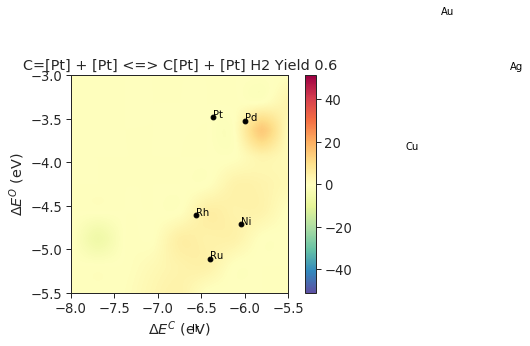 Au
Ag
Cu
C=[Pt] + [Pt] <=> C[Pt] + [Pt] H2 Yield 0.6
−3.0
−3.5
−4.0
−4.5
−5.0
−5.5
ΔE^O (eV)
Pt
Pd
Rh
Ni
Ru
−8.0 −7.5 −7.0 −6.5 −6.0 −5.5
ΔE^C (eV)
Ir
40
20
0
−20
−40